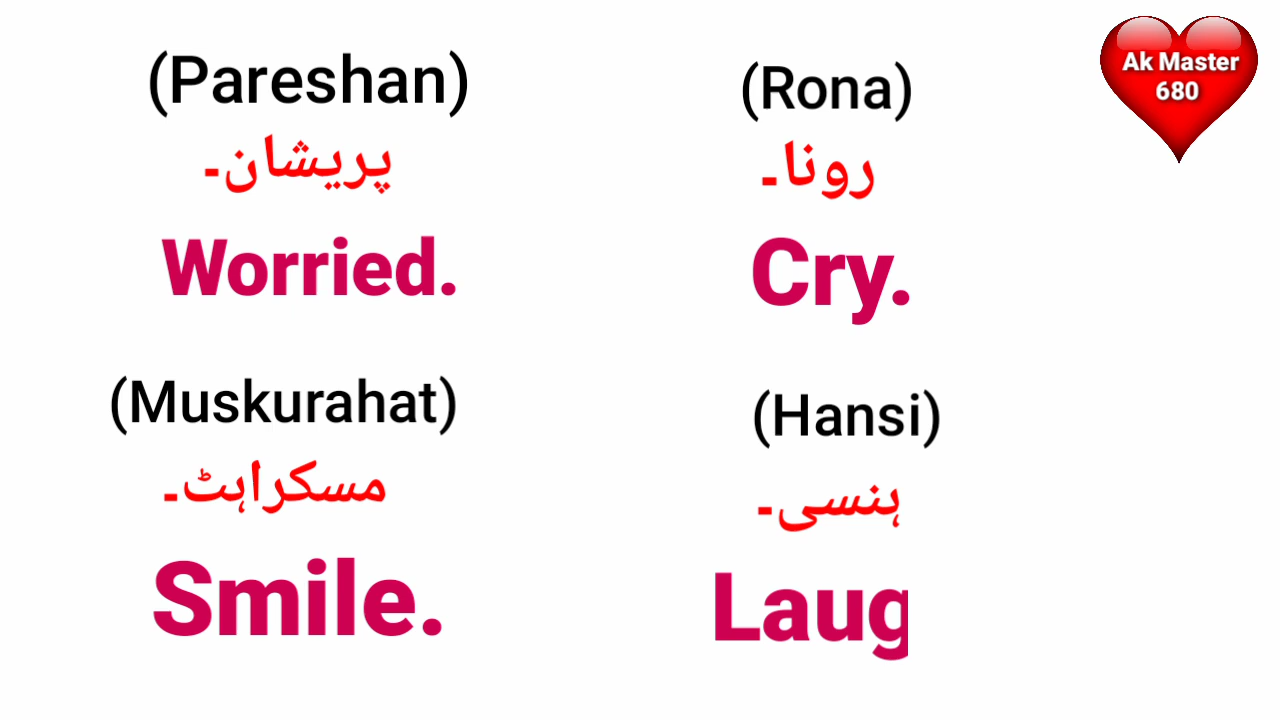 (Pareshan)
پریشان۔
Worried.
(Rona)
رونا۔
Cry.
(Muskurahat)
مسکراہٹ۔
Smile.
(Hansi)
ہنسی۔
Laug
Ak Master
680